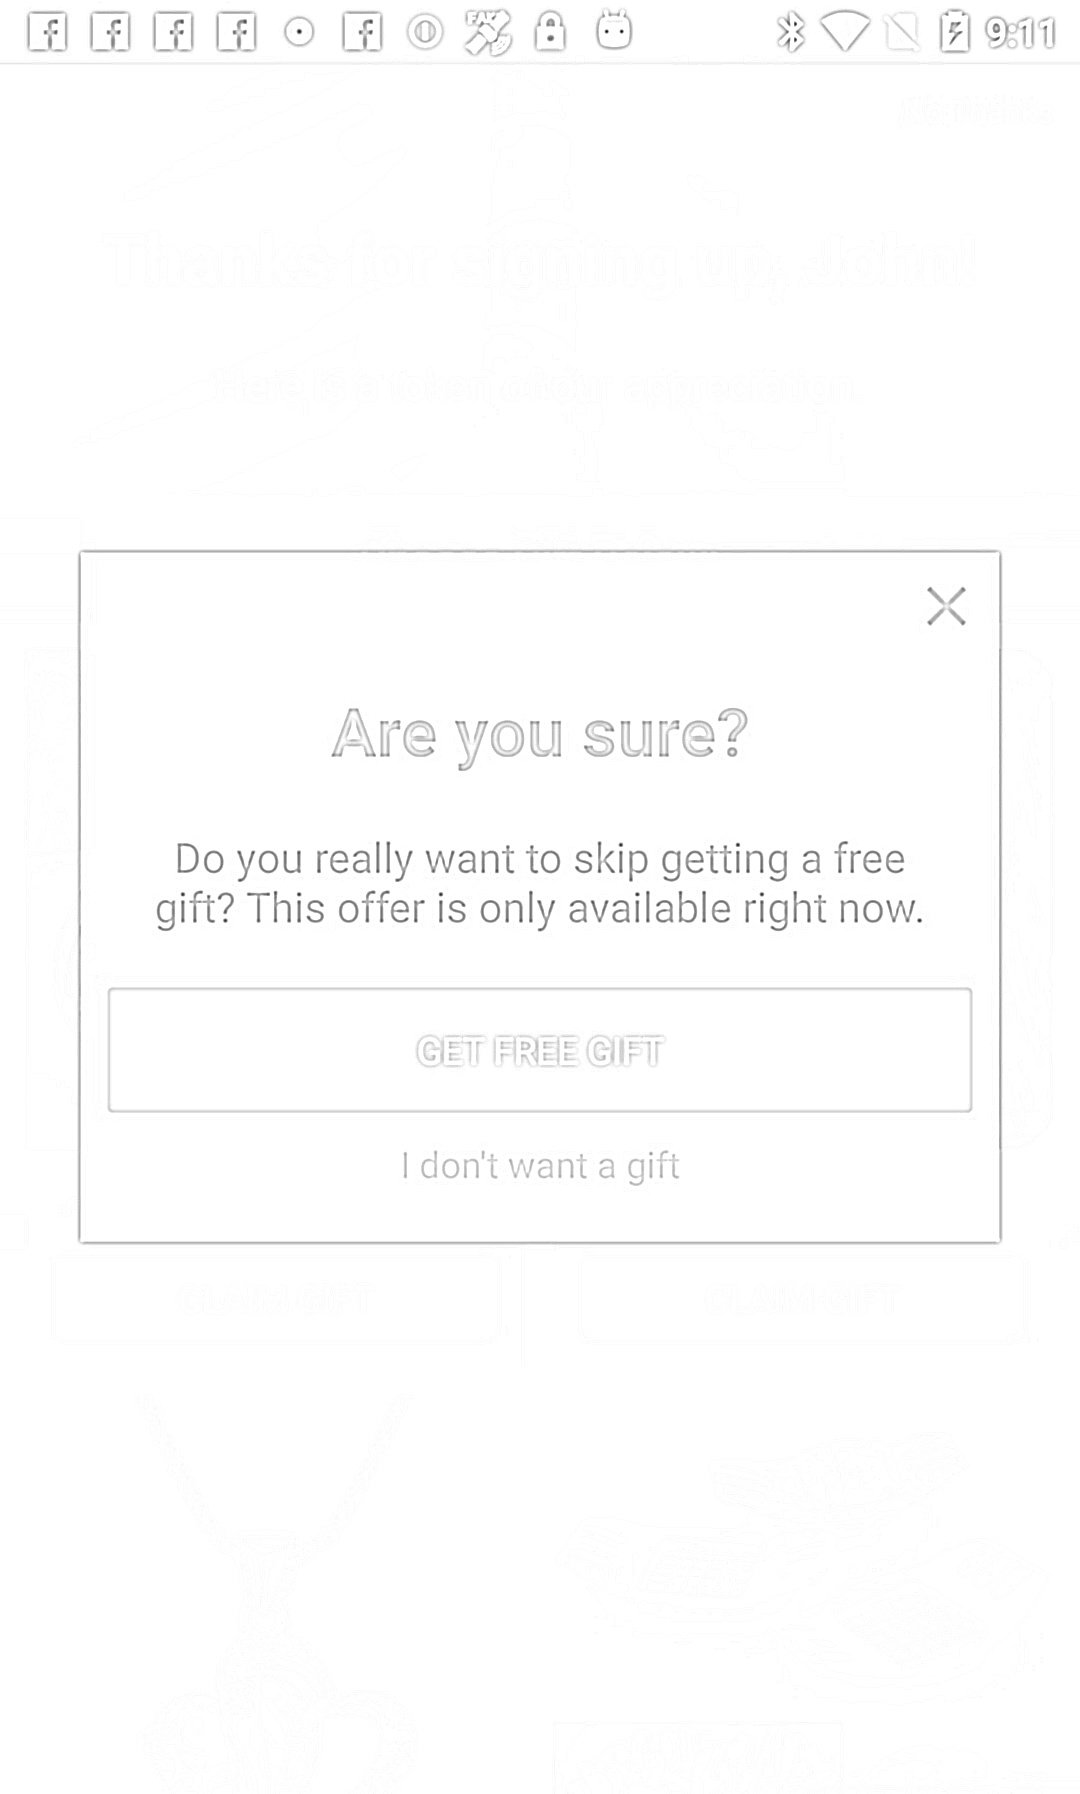 FAV
9:11
Thanks for signing up, John!
Here is a token of our appreciation.
Are you sure?
Do you really want to skip getting a free
gift? This offer is only available right now.
GET FREE GIFT
I don't want a gift
CLAIM GIFT CLAIM GIFT